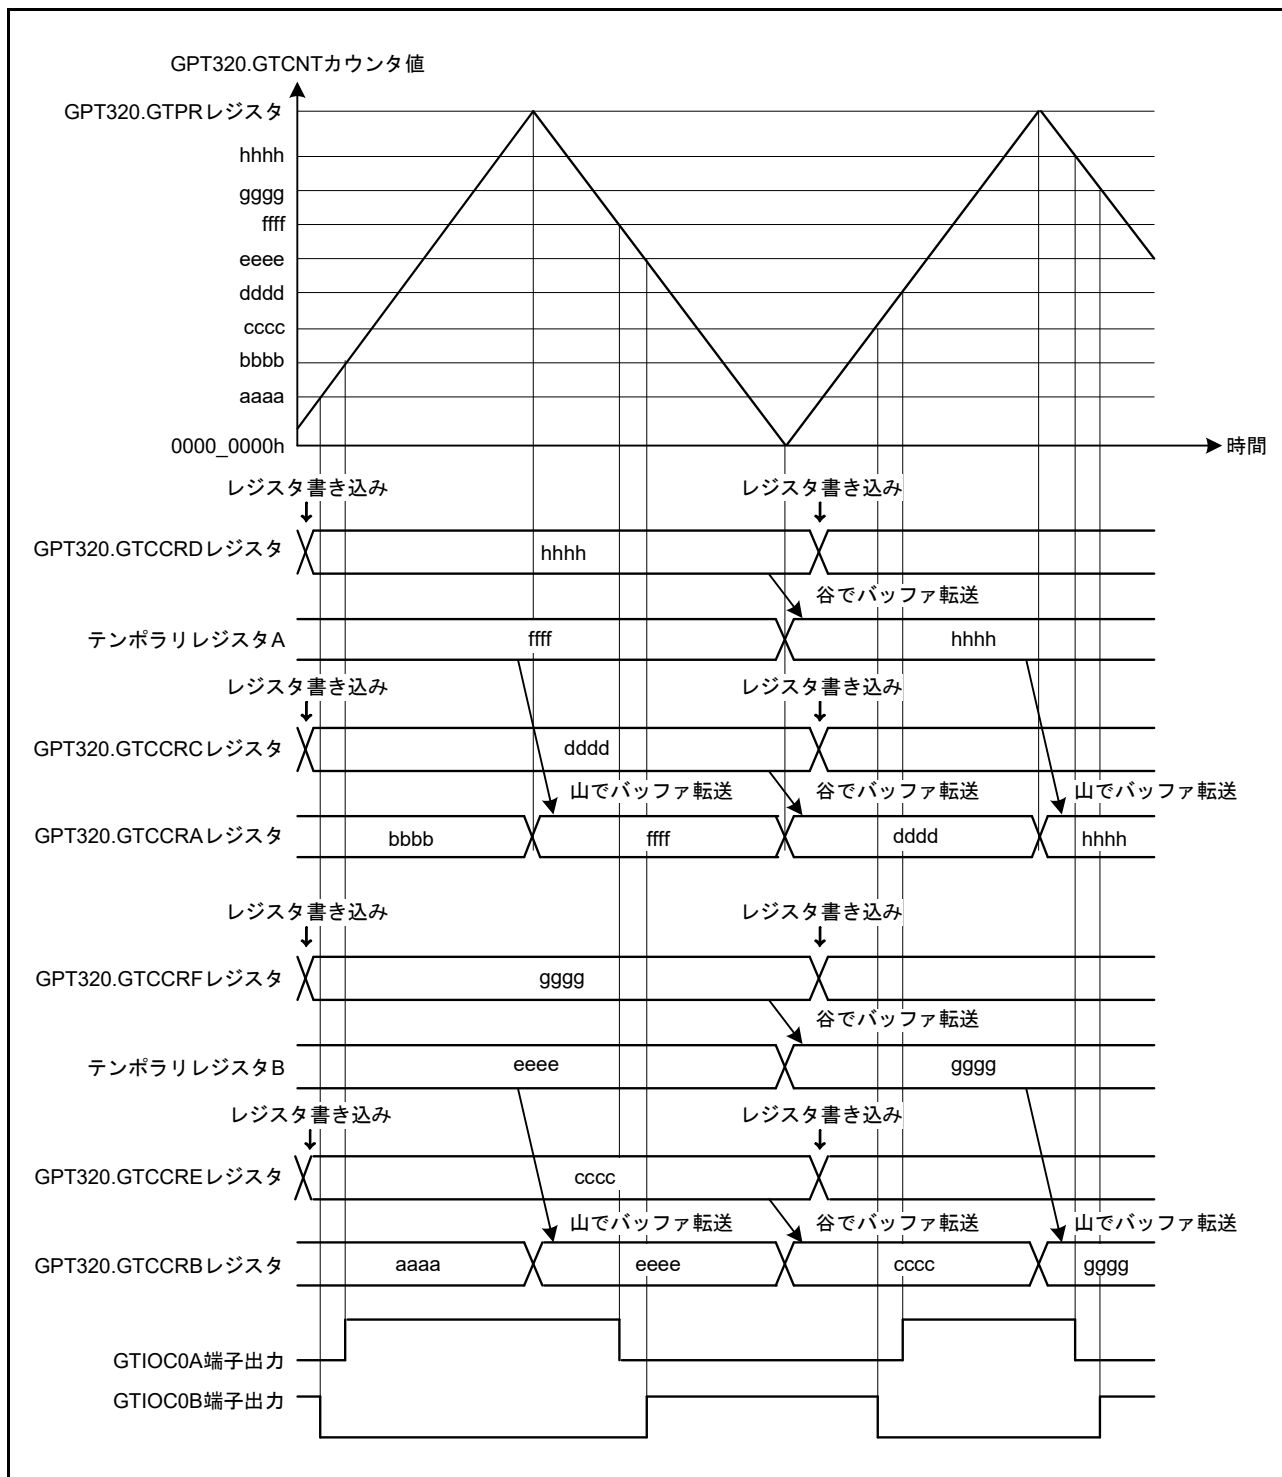 GPT320.GTCNTカウンタ値
GPT320.GTPRレジスタ
hhhh
gggg
ffff
eeee
dddd
cccc
bbbb
aaaa
0000_0000h
時間
レジスタ書き込み レジスタ書き込み
GPT320.GTCCRDレジスタ hhhh
谷でバッファ転送
テンポラリレジスタA ffff hhhh
レジスタ書き込み レジスタ書き込み
GPT320.GTCCRCレジスタ dddd
山でバッファ転送 谷でバッファ転送 山でバッファ転送
GPT320.GTCCRAレジスタ bbbb ffff dddd hhhh
レジスタ書き込み レジスタ書き込み
GPT320.GTCCRFレジスタ gggg
谷でバッファ転送
テンポラリレジスタB eeee gggg
レジスタ書き込み レジスタ書き込み
GPT320.GTCCREレジスタ cccc
山でバッファ転送 谷でバッファ転送 山でバッファ転送
GPT320.GTCCRBレジスタ aaaa eeee cccc gggg
GTIOC0A端子出力
GTIOC0B端子出力